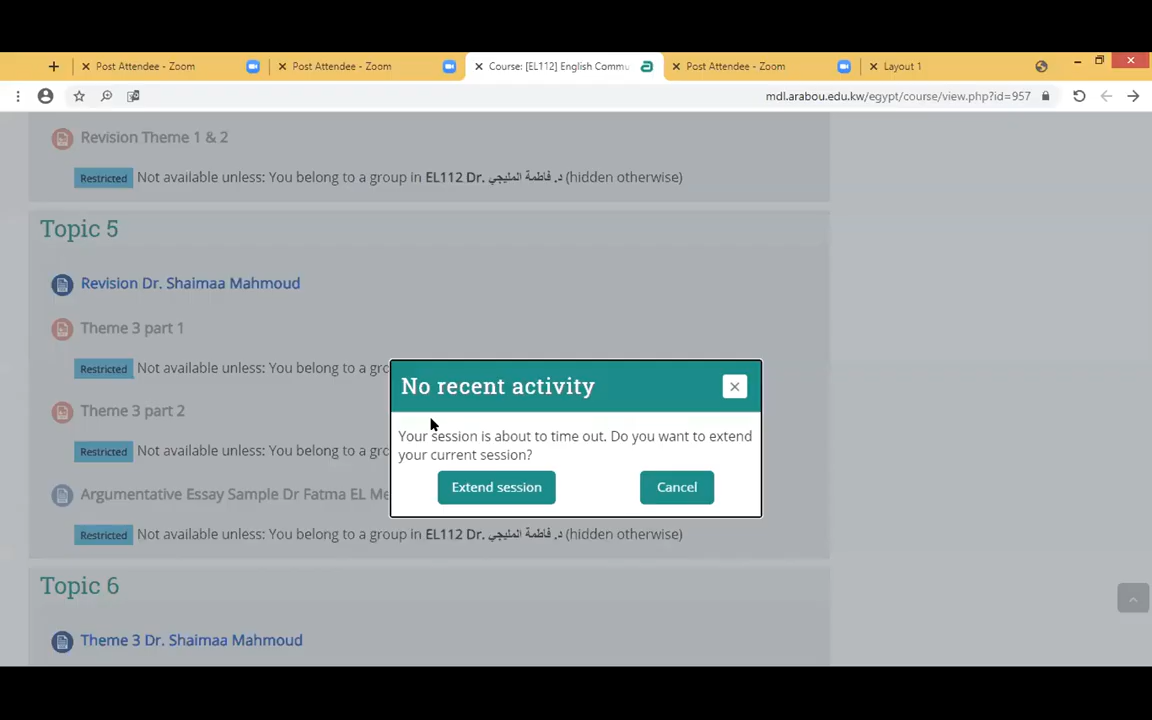 Post Attendee - Zoom
Post Attendee - Zoom
Course: [EL112] English Commu
Post Attendee - Zoom
Layout 1
mdl.arabou.edu.kw/egypt/course/view.php?id=957
Revision Theme 1 & 2
Restricted Not available unless: You belong to a group in EL112 Dr. د. فاطمة المليجي (hidden otherwise)
Topic 5
Revision Dr. Shaimaa Mahmoud
Theme 3 part 1
Restricted Not available unless: You belong to a gro
Theme 3 part 2
Restricted Not available unless: You belong to a gro
Argumentative Essay Sample Dr Fatma EL Me
Restricted Not available unless: You belong to a group in EL112 Dr. د. فاطمة المليجي (hidden otherwise)
No recent activity
Your session is about to time out. Do you want to extend
your current session?
Extend session
Cancel
Topic 6
Theme 3 Dr. Shaimaa Mahmoud